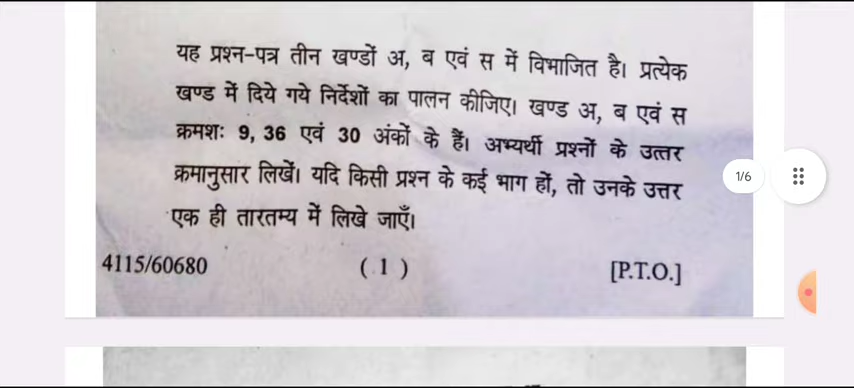 यह प्रश्न-पत्र तीन खण्डों अ, ब एवं स में विभाजित है। प्रत्येक
खण्ड में दिये गये निर्देशों का पालन कीजिए। खण्ड अ, ब एवं स
क्रमशः 9, 36 एवं 30 अंकों के हैं। अभ्यर्थी प्रश्नों के उत्तर
क्रमानुसार लिखें। यदि किसी प्रश्न के कई भाग हों, तो उनके उत्तर
एक ही तारतम्य में लिखे जाएँ।
4115/60680 ( 1 ) [P.T.O.]
1/6